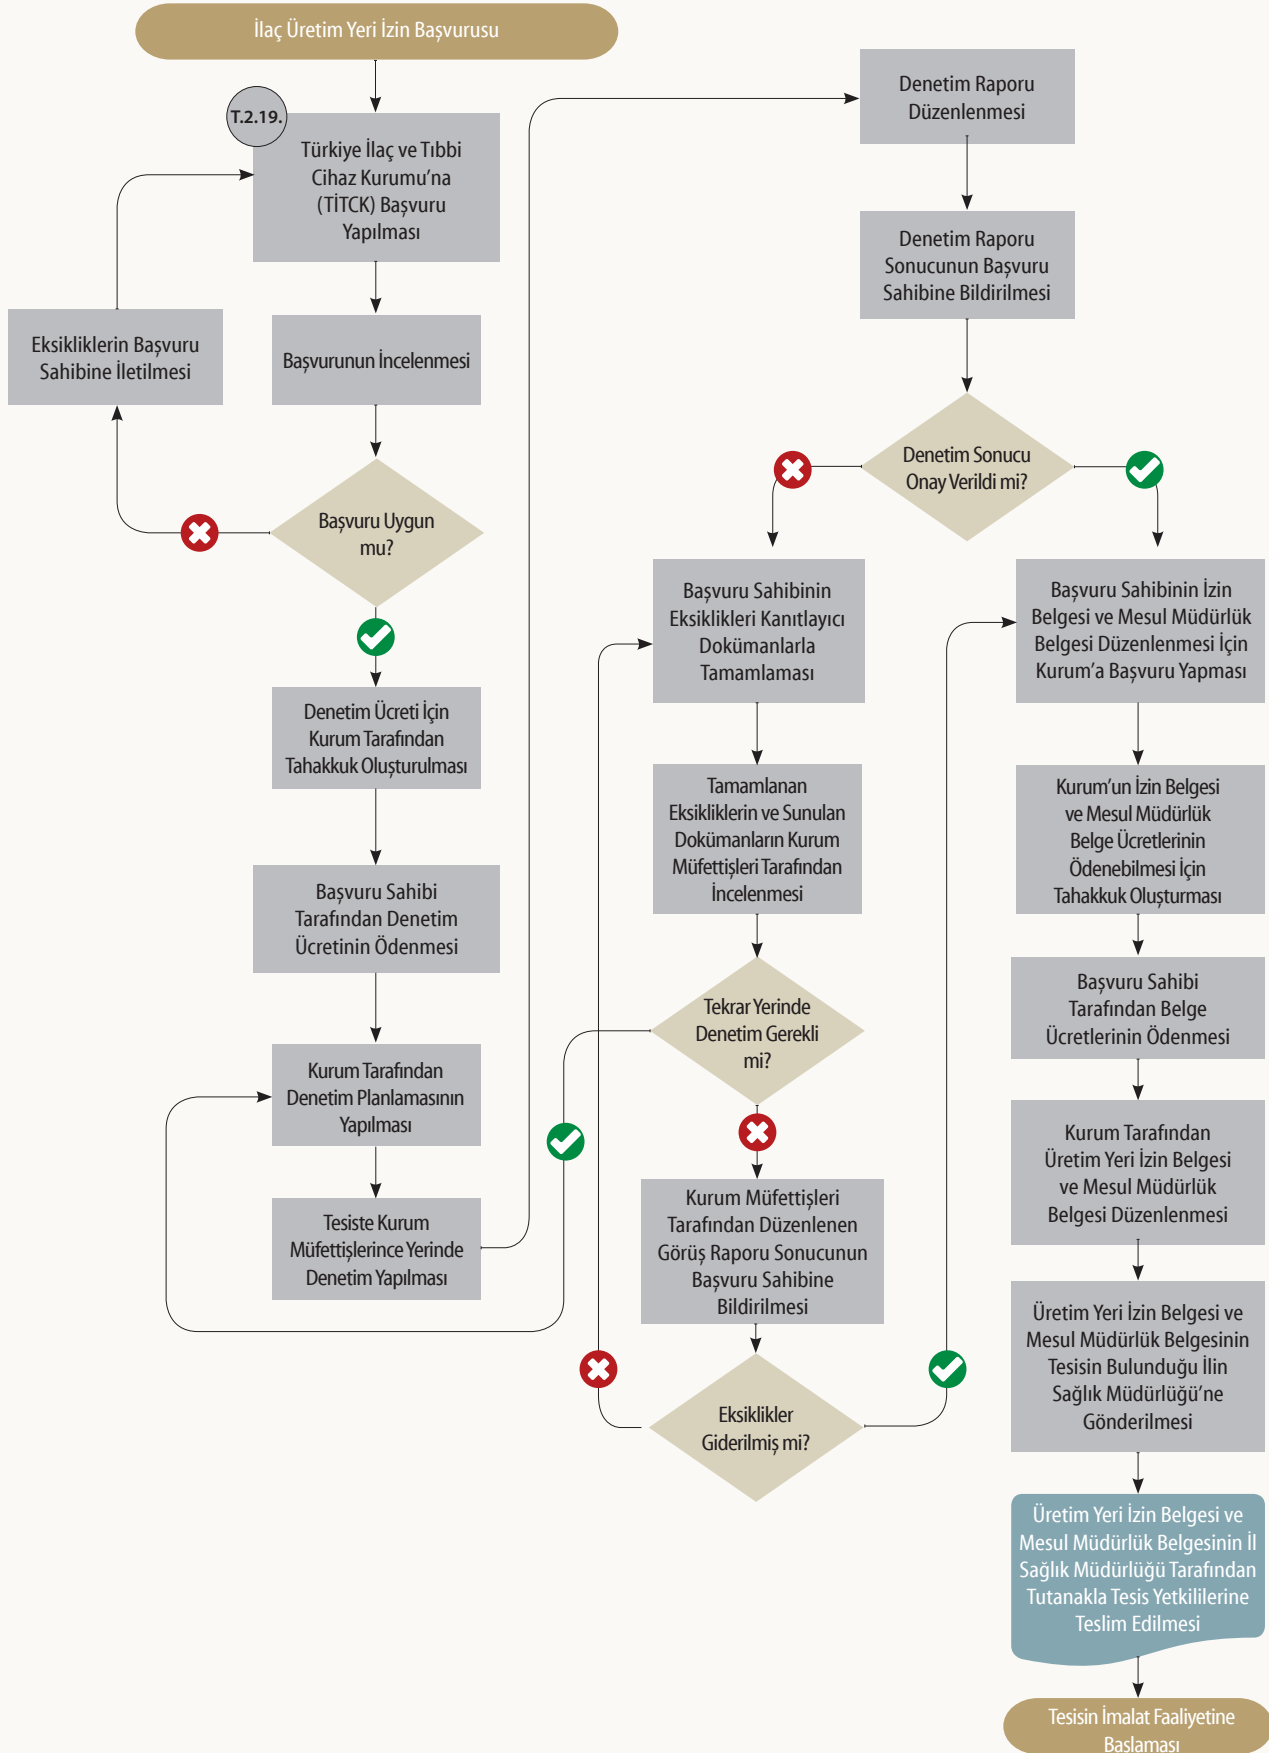 İlaç Üretim Yeri İzin Başvurusu
T.2.19.
Türkiye İlaç ve Tıbbi
Cihaz Kurumu’na
(TİTCK) Başvuru
Yapılması
Eksikliklerin Başvuru
Sahibine İletilmesi
Başvurunun İncelenmesi
Başvuru Uygun
mu?
Denetim Ücreti İçin
Kurum Tarafından
Tahakkuk Oluşturulması
Başvuru Sahibi
Tarafından Denetim
Ücretinin Ödenmesi
Kurum Tarafından
Denetim Planlamasının
Yapılması
Tesiste Kurum
Müfettişlerince Yerinde
Denetim Yapılması
Denetim Raporu
Düzenlenmesi
Denetim Raporu
Sonucunun Başvuru
Sahibine Bildirilmesi
Denetim Sonucu
Onay Verildi mi?
Başvuru Sahibinin
Eksiklikleri Kanıtlayıcı
Dokümanlarla
Tamamlaması
Tamamlanan
Eksikliklerin ve Sunulan
Dokümanların Kurum
Müfettişleri Tarafından
İncelenmesi
Tekrar Yerinde
Denetim Gerekli
mi?
Kurum Müfettişleri
Tarafından Düzenlenen
Görüş Raporu Sonucunun
Başvuru Sahibine
Bildirilmesi
Eksiklikler
Giderilmiş mi?
Başvuru Sahibinin İzin
Belgesi ve Mesul Müdürlük
Belgesi Düzenlenmesi İçin
Kurum’a Başvuru Yapması
Kurum’un İzin Belgesi
ve Mesul Müdürlük
Belge Ücretlerinin
Ödenebilmesi İçin
Tahakkuk Oluşturması
Başvuru Sahibi
Tarafından Belge
Ücretlerinin Ödenmesi
Kurum Tarafından
Üretim Yeri İzin Belgesi
ve Mesul Müdürlük
Belgesi Düzenlenmesi
Üretim Yeri İzin Belgesi ve
Mesul Müdürlük Belgesinin
Tesisin Bulunduğu İlin
Sağlık Müdürlüğü’ne
Gönderilmesi
Üretim Yeri İzin Belgesi ve
Mesul Müdürlük Belgesinin İl
Sağlık Müdürlüğü Tarafından
Tutanakla Tesis Yetkililerine
Teslim Edilmesi
Tesisin İmalat Faaliyetine
Başlaması